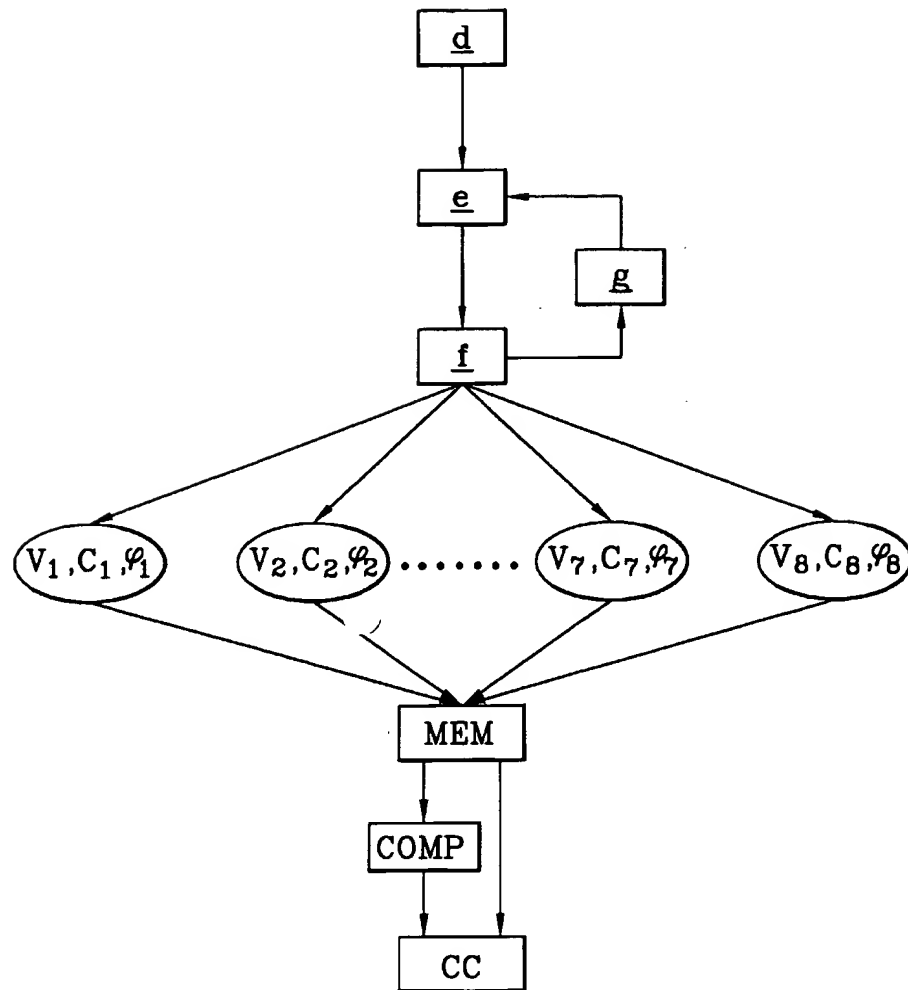 d
e
g
f
V₁,C₁,φ₁
V₂,C₂,φ₂
V₇,C₇,φ₇
V₈,C₈,φ₈
MEM
COMP
CC